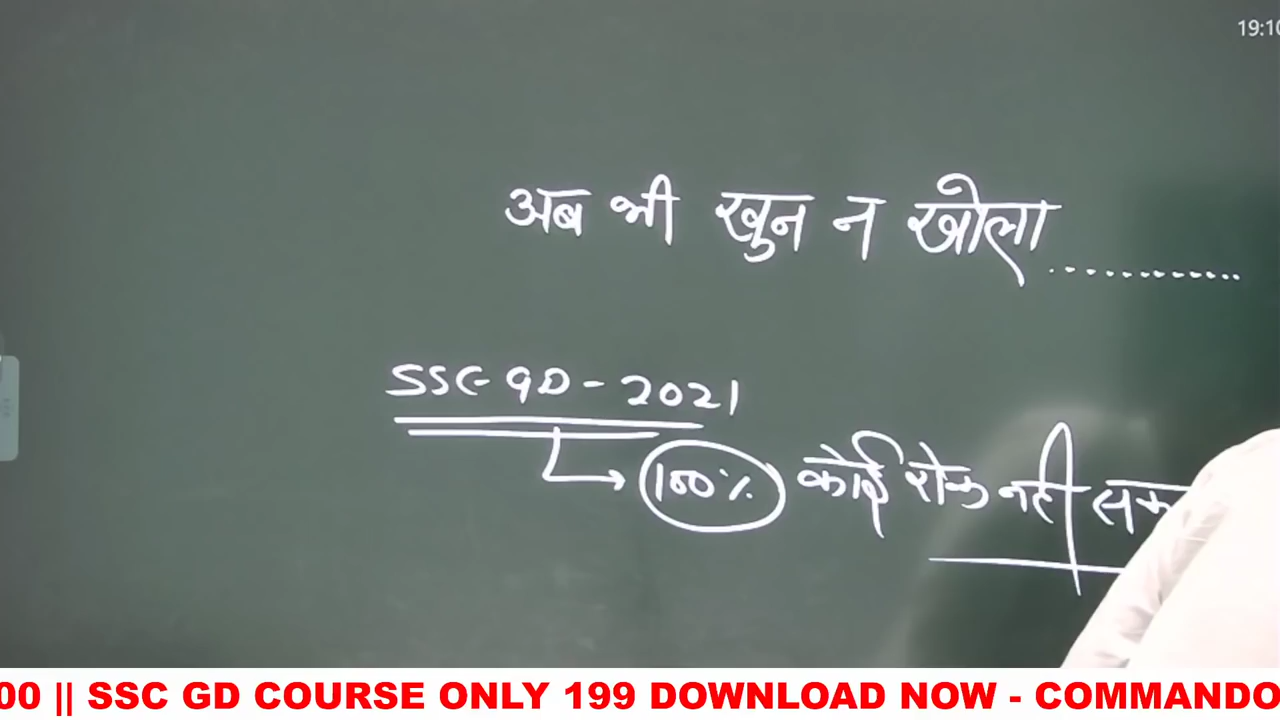 19:10
अब भी खुन न खोला.............
SSC GD - 2021
100% कोई रोक नही सक
00 || SSC GD COURSE ONLY 199 DOWNLOAD NOW - COMMANDO